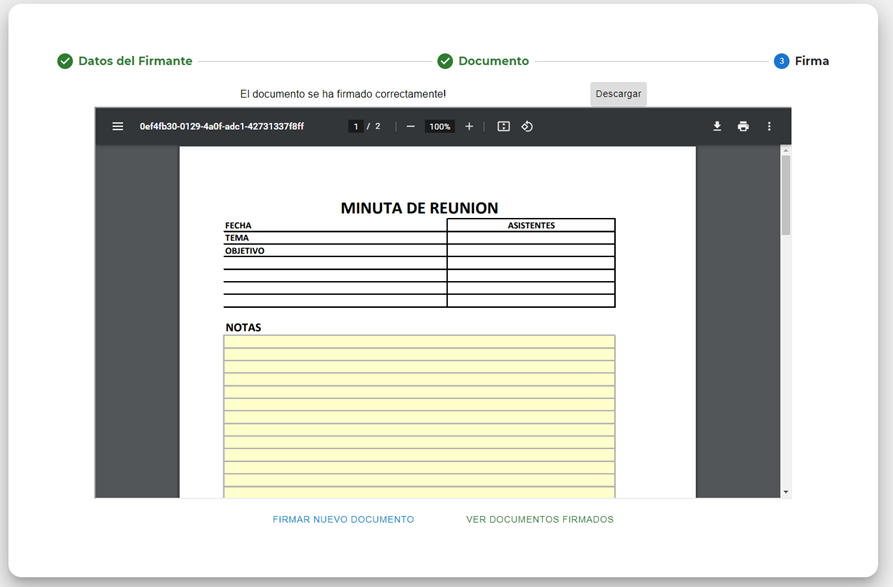 Datos del Firmante
Documento
3 Firma
El documento se ha firmado correctamente!
Descargar
0ef4fb30-0129-4a0f-adc1-42731337f8ff
1 / 2
100%
MINUTA DE REUNION
FECHA
ASISTENTES
TEMA
OBJETIVO
NOTAS
FIRMAR NUEVO DOCUMENTO
VER DOCUMENTOS FIRMADOS